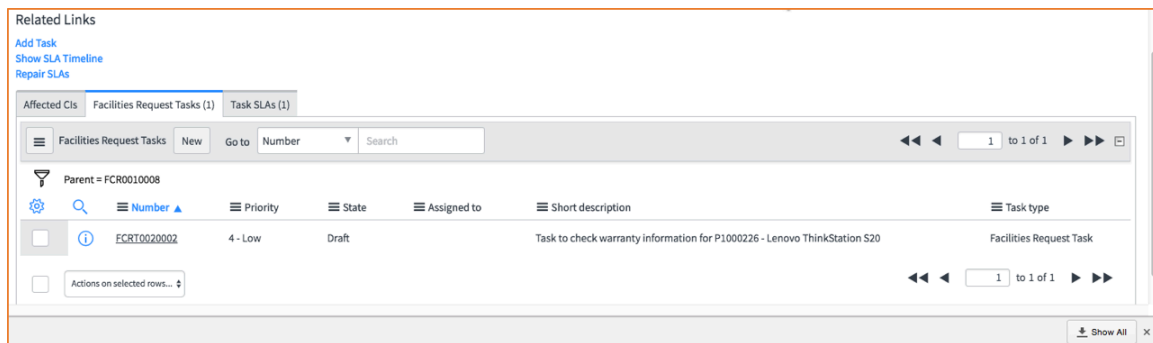 Related Links
Add Task
Show SLA Timeline
Repair SLAs
Affected CIs Facilities Request Tasks (1) Task SLAs (1)
Facilities Request Tasks New Go to Number Search 1 to 1 of 1
Parent = FCR0010008
Number Priority State Assigned to Short description Task type
FCRT0020002 4 - Low Draft Task to check warranty information for P1000226 - Lenovo ThinkStation S20 Facilities Request Task
Actions on selected rows... 1 to 1 of 1
Show All